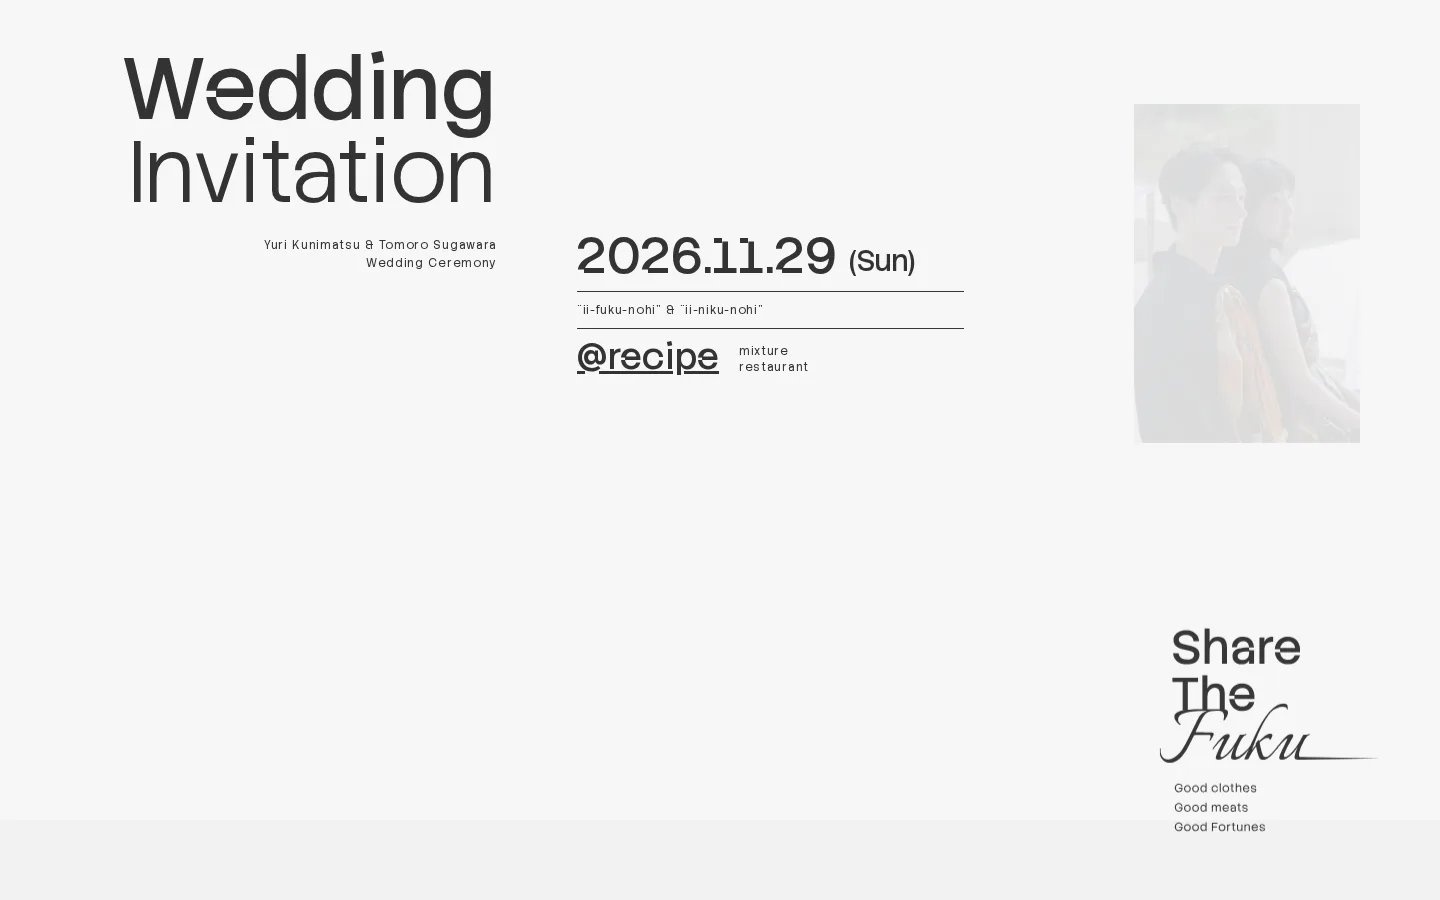 Wedding
Invitation
Yuri Kunimatsu & Tomoro Sugawara
Wedding Ceremony
2026.11.29 (Sun)
"ii-fuku-nohi" & "ii-niku-nohi"
@recipe
mixture
restaurant
Share
The
Fuku
Good clothes
Good meats
Good Fortunes